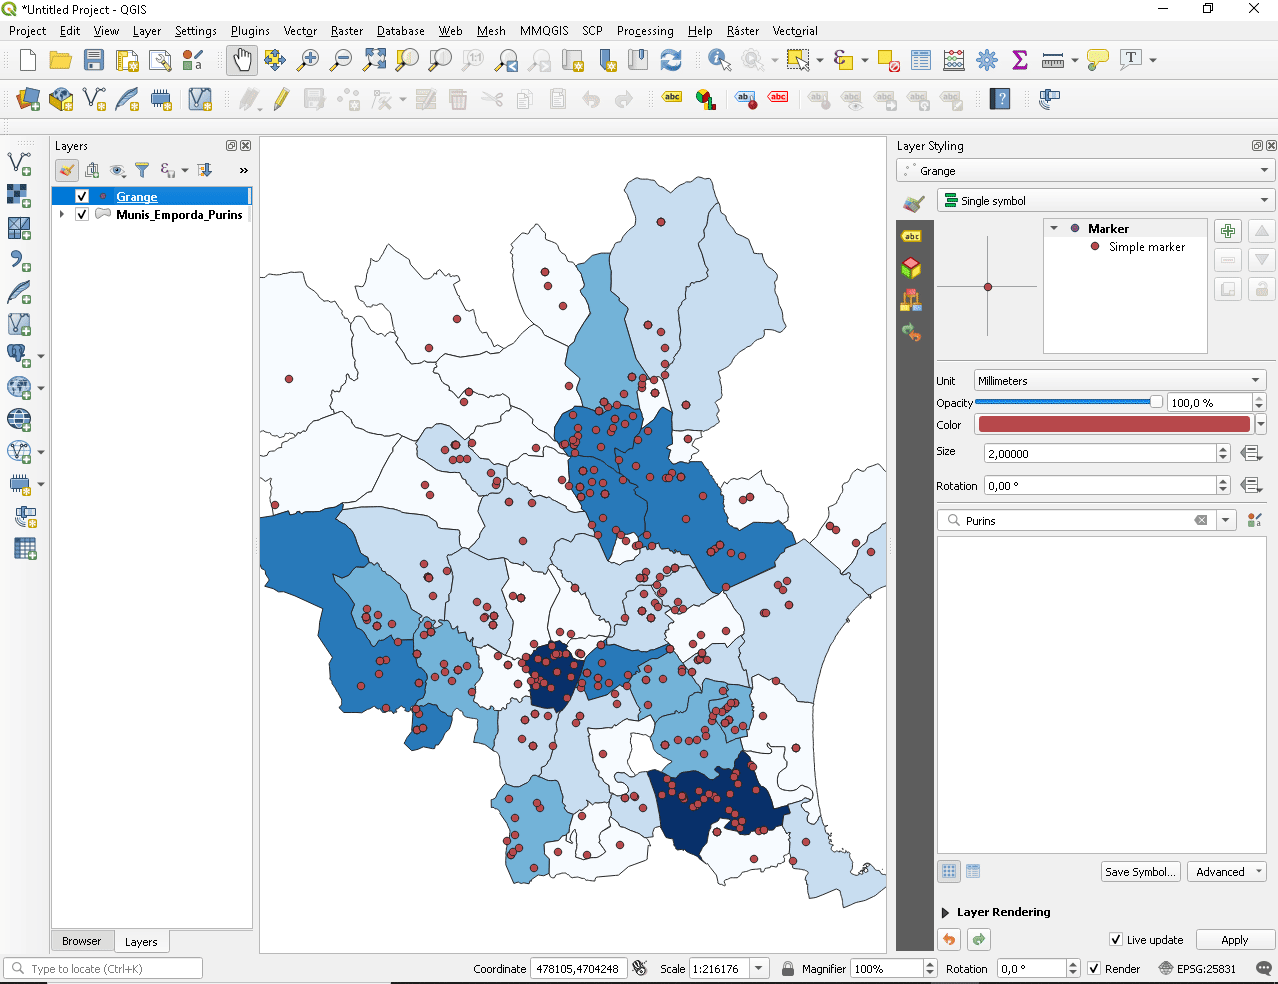 *Untitled Project - QGIS
Project Edit View Layer Settings Plugins Vector Raster Database Web Mesh MMQGIS SCP Processing Help Ràster Vectorial
Layers
Grange
Munis_Emporda_Purins
Browser
Layers
Layer Styling
Grange
Single symbol
Marker
Simple marker
Unit
Millimeters
Opacity
100,0 %
Color
Size
2,00000
Rotation
0,00 °
Purins
Save Symbol...
Advanced
Layer Rendering
Live update
Apply
Type to locate (Ctrl+K)
Coordinate
478105,4704248
Scale
1:216176
Magnifier
100%
Rotation
0,0 °
Render
EPSG:25831